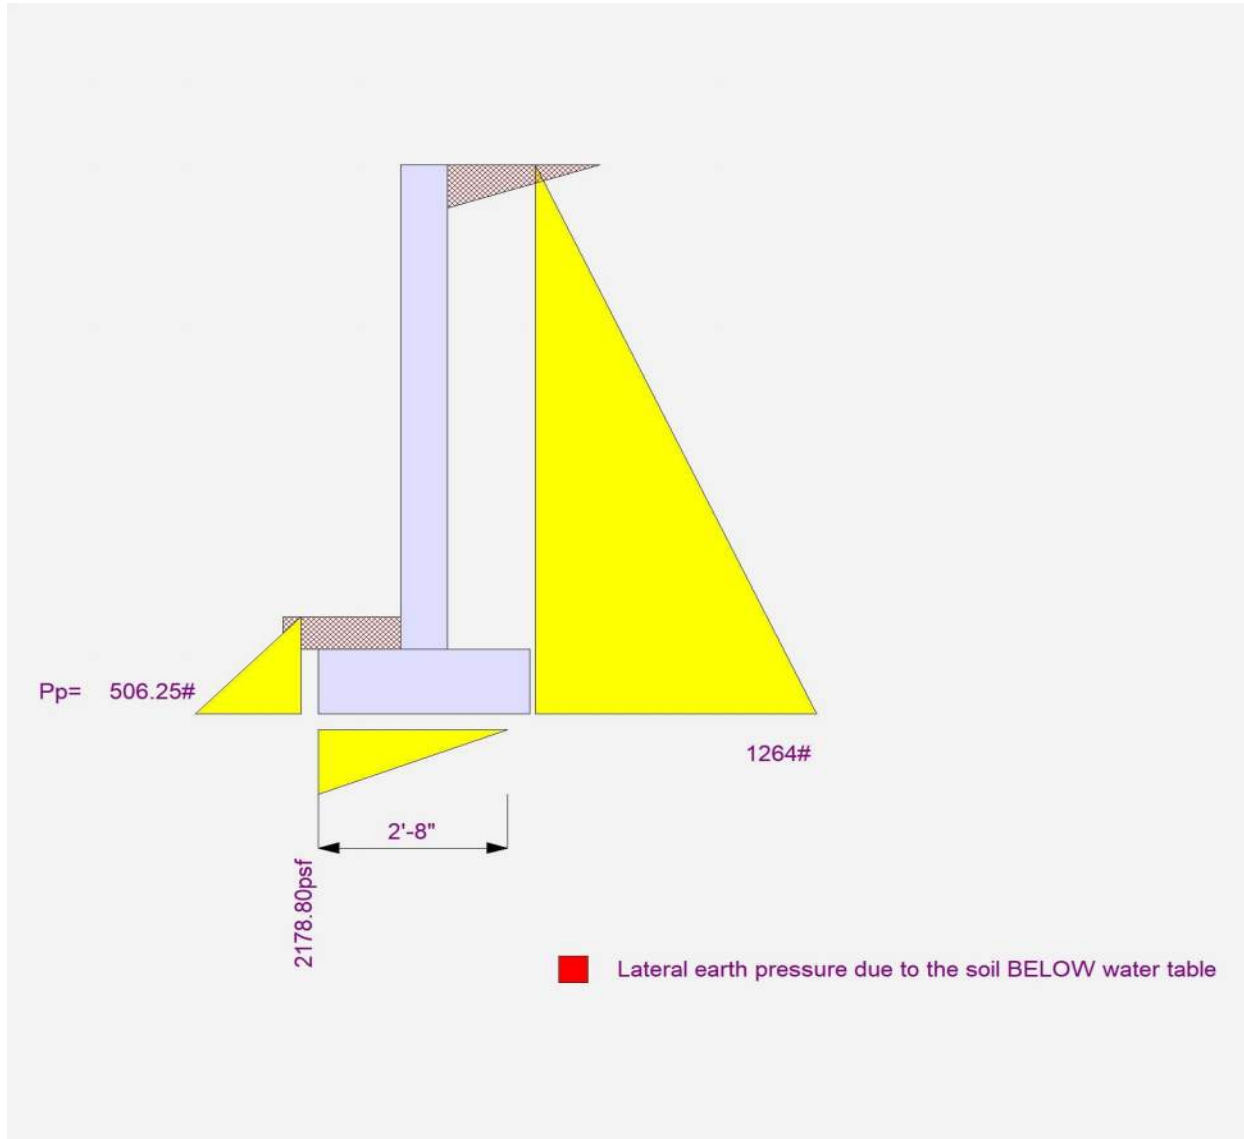 Pp= 506.25#
1264#
2'-8"
2178.80psf
Lateral earth pressure due to the soil BELOW water table